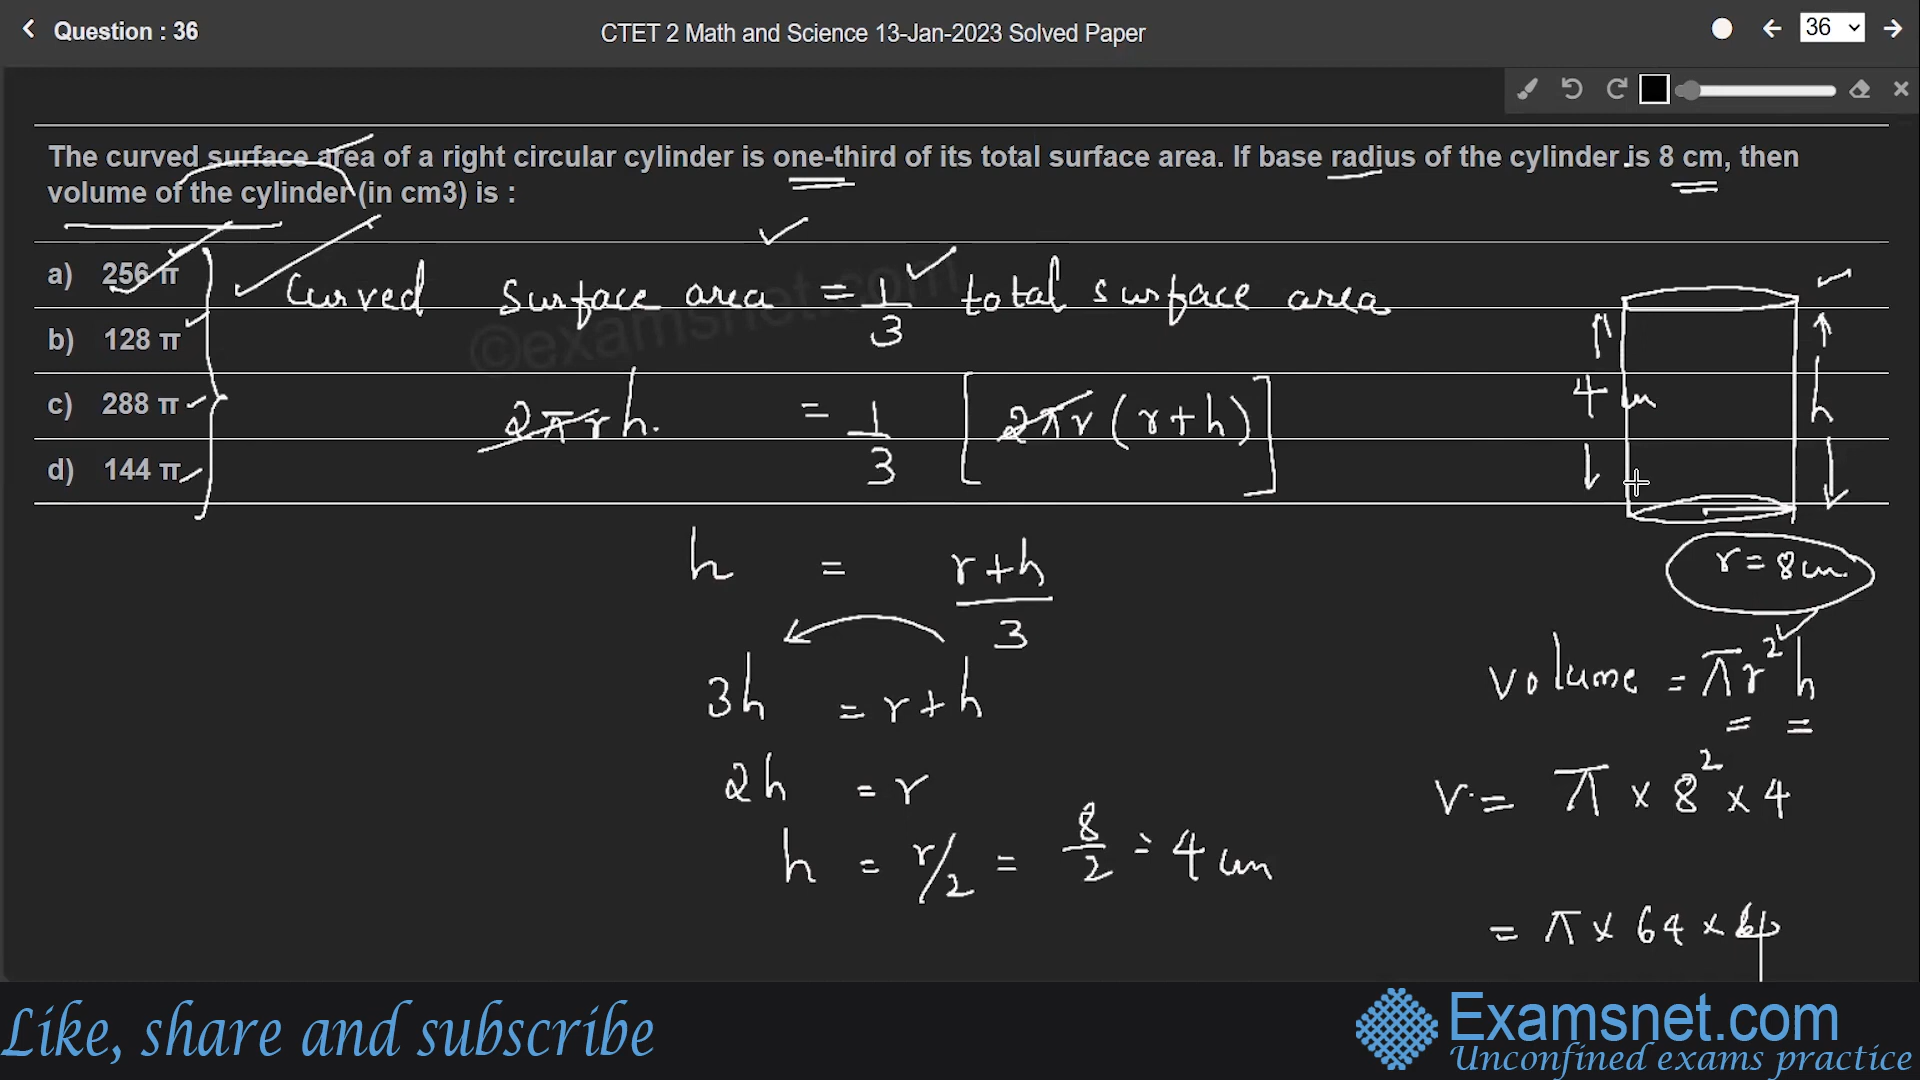 Question : 36
CTET 2 Math and Science 13-Jan-2023 Solved Paper
36
The curved surface area of a right circular cylinder is one-third of its total surface area. If base radius of the cylinder is 8 cm, then
volume of the cylinder (in cm3) is :
a) 256 π
b) 128 π
c) 288 π
d) 144 π
©examsnet.com
Curved surface area = 1/3 total surface area
2πrh. = 1/3 [2πr(r+h)]
h = r+h/3
3h = r+h
2h = r
h = r/2 = 8/2 = 4 cm
4 cm
h
r = 8 cm
volume = πr²h
V = π × 8² × 4
= π × 64 × 4
Like, share and subscribe
Examsnet.com
Unconfined exams practice